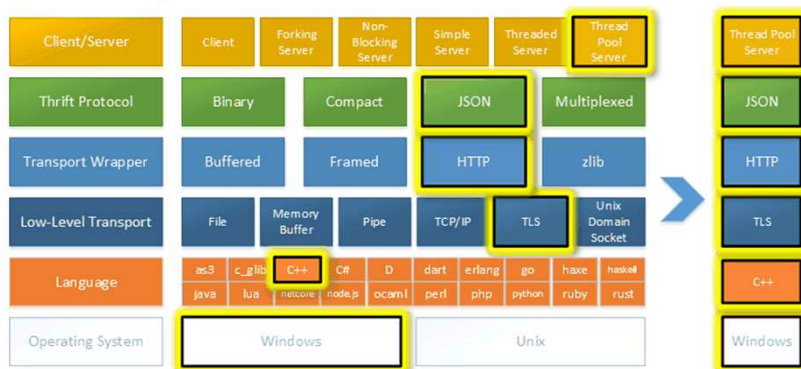 Client/Server
Client
Forking
Server
Non-
Blocking
Server
Simple
Server
Threaded
Server
Thread
Pool
Server
Thread Pool
Server
Thrift Protocol
Binary
Compact
JSON
Multiplexed
JSON
Transport Wrapper
Buffered
Framed
HTTP
zlib
HTTP
Low-Level Transport
File
Memory
Buffer
Pipe
TCP/IP
TLS
Unix
Domain
Socket
TLS
Language
as3 c_glib C++ C# D dart erlang go haxe haskell
java lua netcore node.js ocaml perl php python ruby rust
C++
Operating System
Windows
Unix
Windows